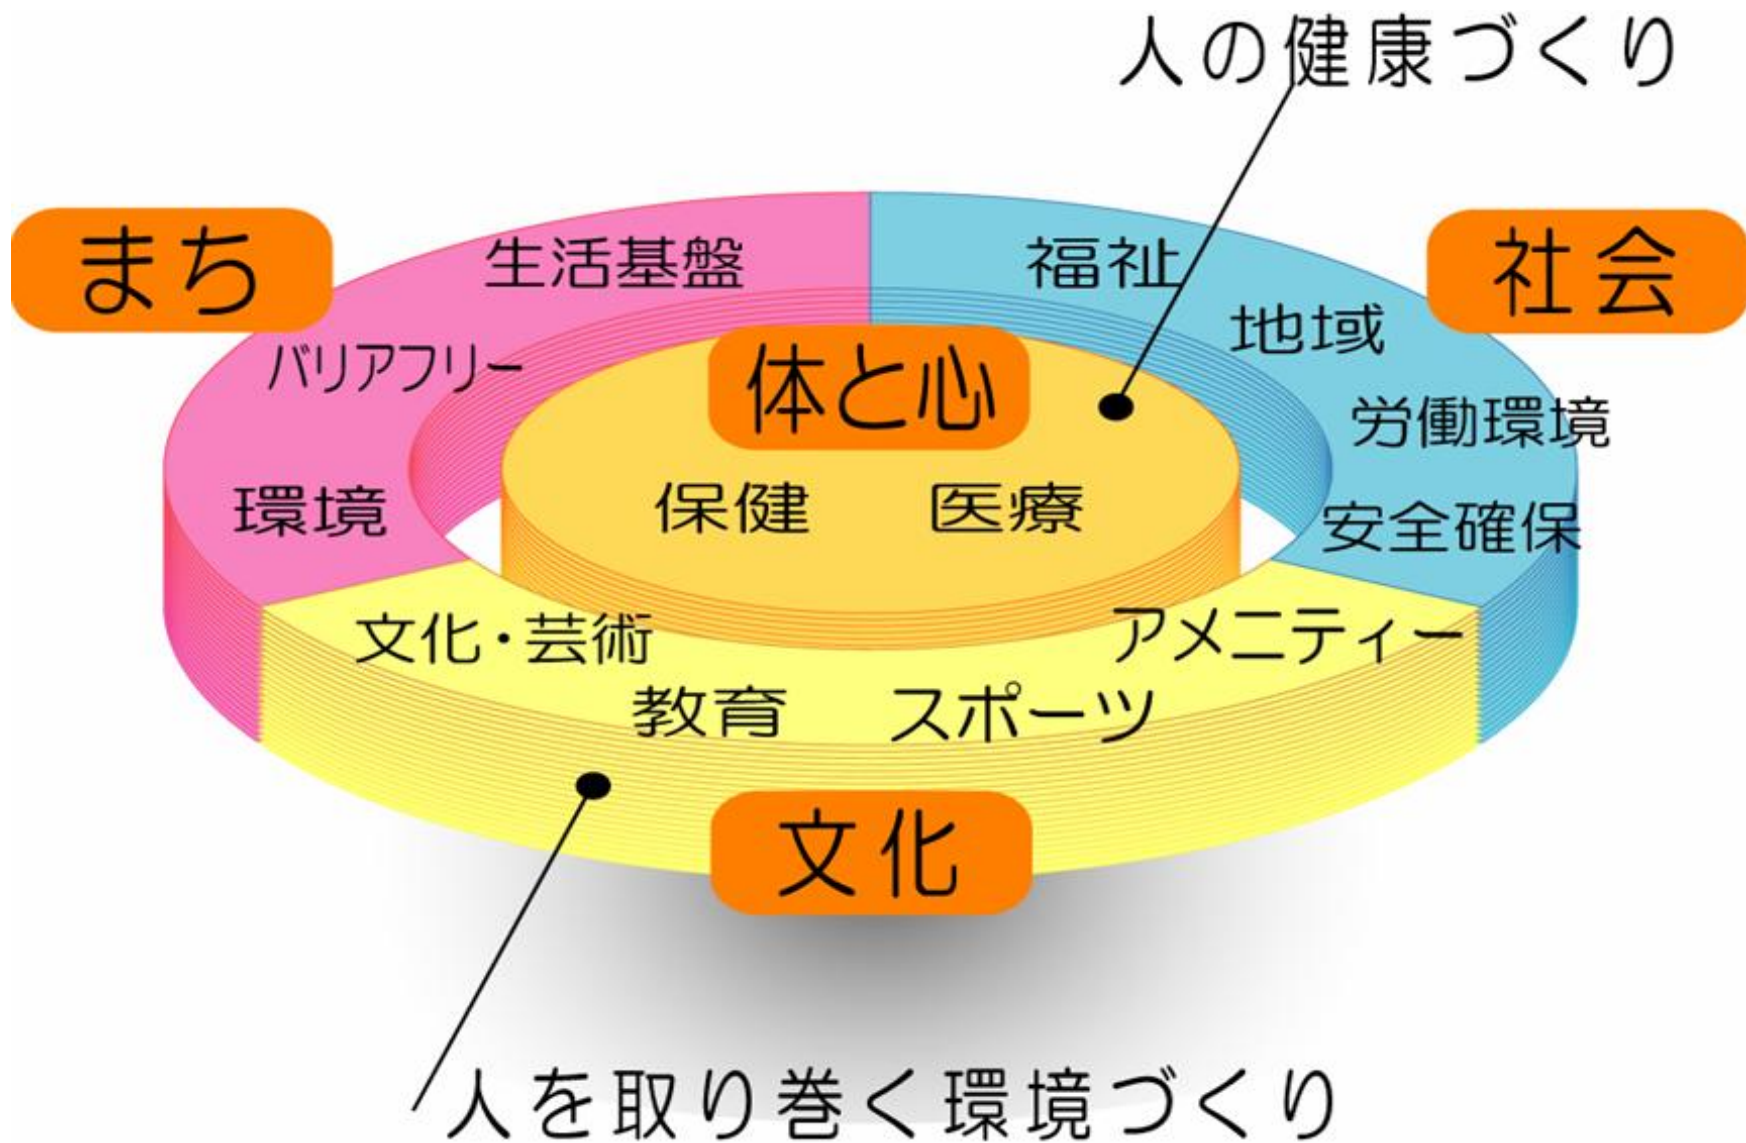 人の健康づくり
まち
社会
生活基盤
福祉
地域
バリアフリー
体と心
労働環境
環境
保健 医療
安全確保
文化・芸術
アメニティー
教育 スポーツ
文化
人を取り巻く環境づくり